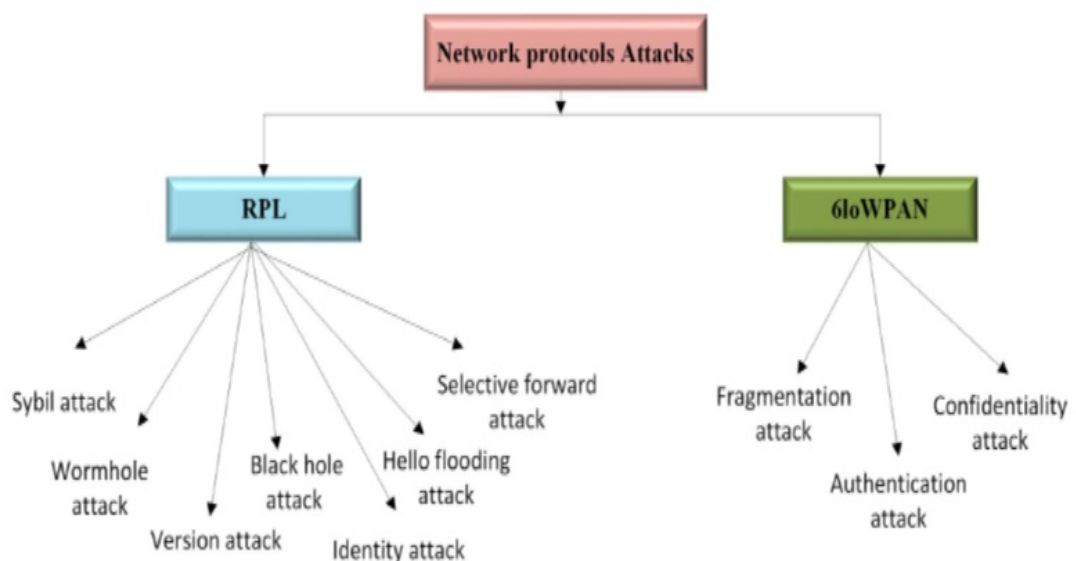 Network protocols Attacks
RPL
6loWPAN
Sybil attack
Wormhole
attack
Version attack
Black hole
attack
Identity attack
Hello flooding
attack
Selective forward
attack
Fragmentation
attack
Authentication
attack
Confidentiality
attack